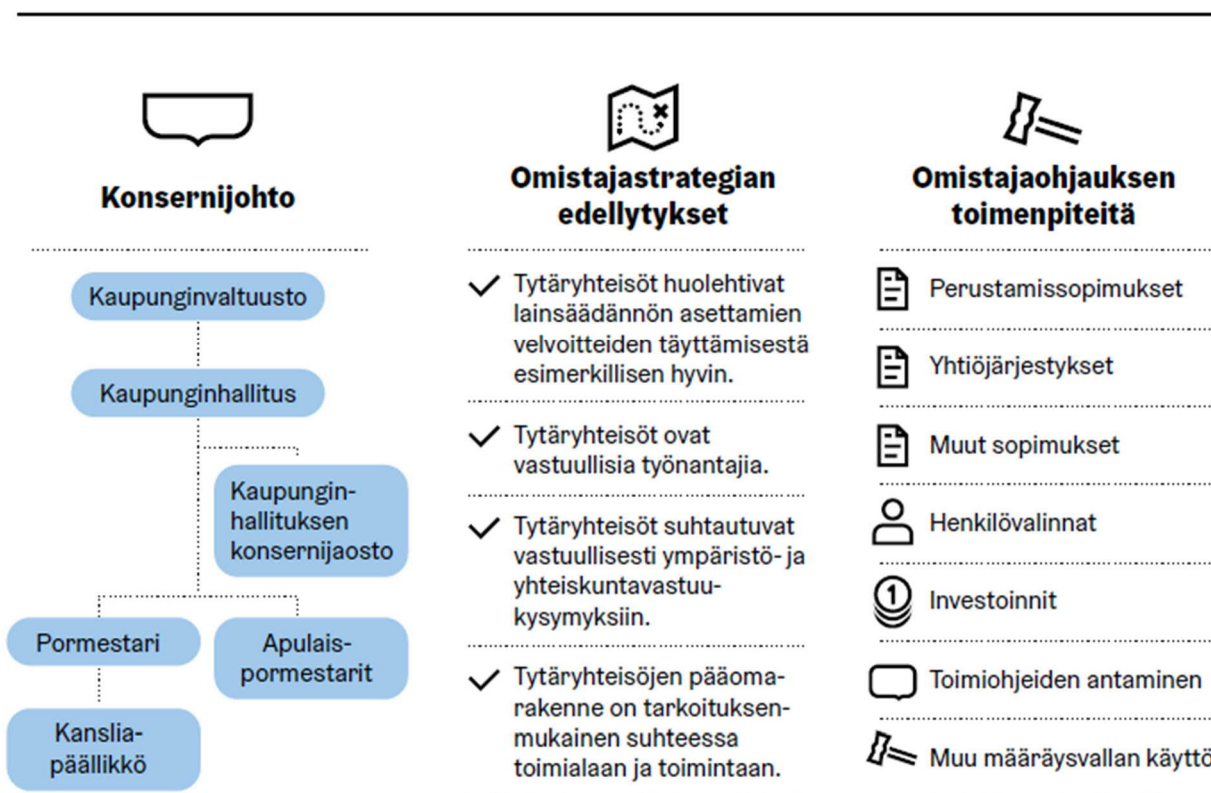 Konsernijohto
Kaupunginvaltuusto
Kaupunginhallitus
Kaupungin-
hallituksen
konsernijaosto
Pormestari
Apulais-
pormestarit
Kanslia-
päällikkö
Omistajastrategian
edellytykset
Tytäryhteisöt huolehtivat
lainsäädännön asettamien
velvoitteiden täyttämisestä
esimerkillisen hyvin.
Tytäryhteisöt ovat
vastuullisia työnantajia.
Tytäryhteisöt suhtautuvat
vastuullisesti ympäristö- ja
yhteiskuntavastuu-
kysymyksiin.
Tytäryhteisöjen pääoma-
rakenne on tarkoituksen-
mukainen suhteessa
toimialaan ja toimintaan.
Omistajaohjauksen
toimenpiteitä
Perustamissopimukset
Yhtiöjärjestykset
Muut sopimukset
Henkilövalinnat
1
Investoinnit
Toimiohjeiden antaminen
Muu määräysvallan käyttö